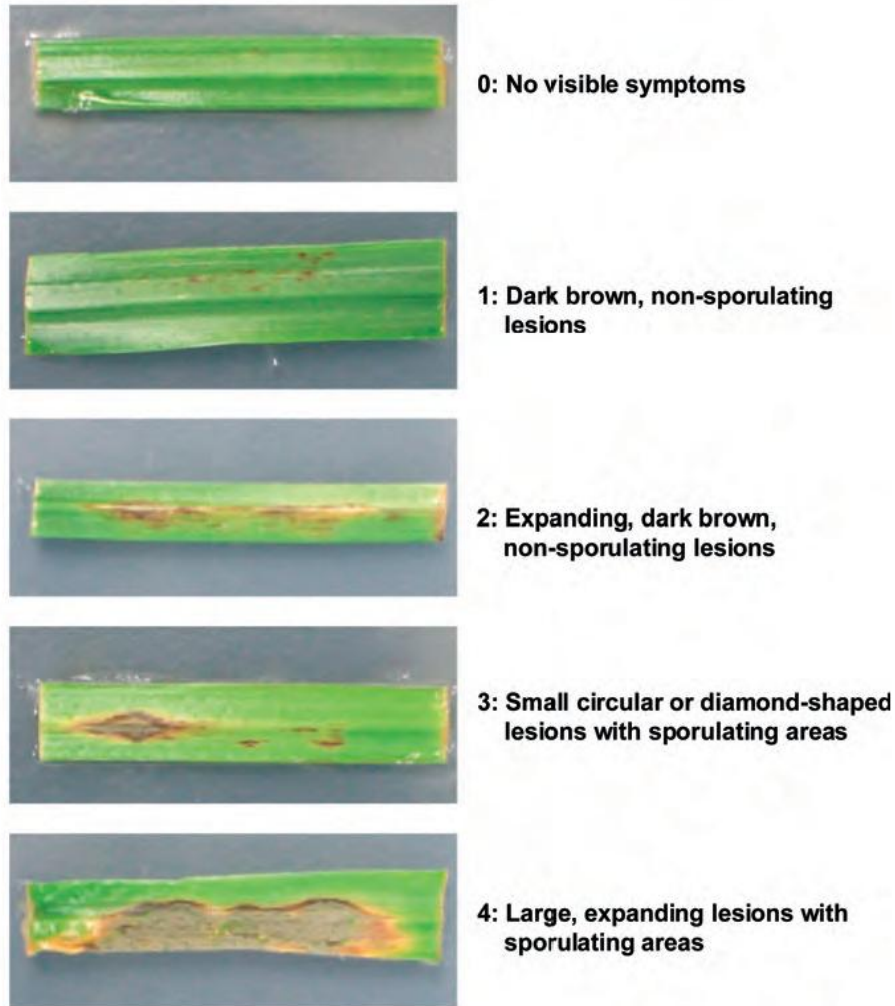 0: No visible symptoms
1: Dark brown, non-sporulating
lesions
2: Expanding, dark brown,
non-sporulating lesions
3: Small circular or diamond-shaped
lesions with sporulating areas
4: Large, expanding lesions with
sporulating areas